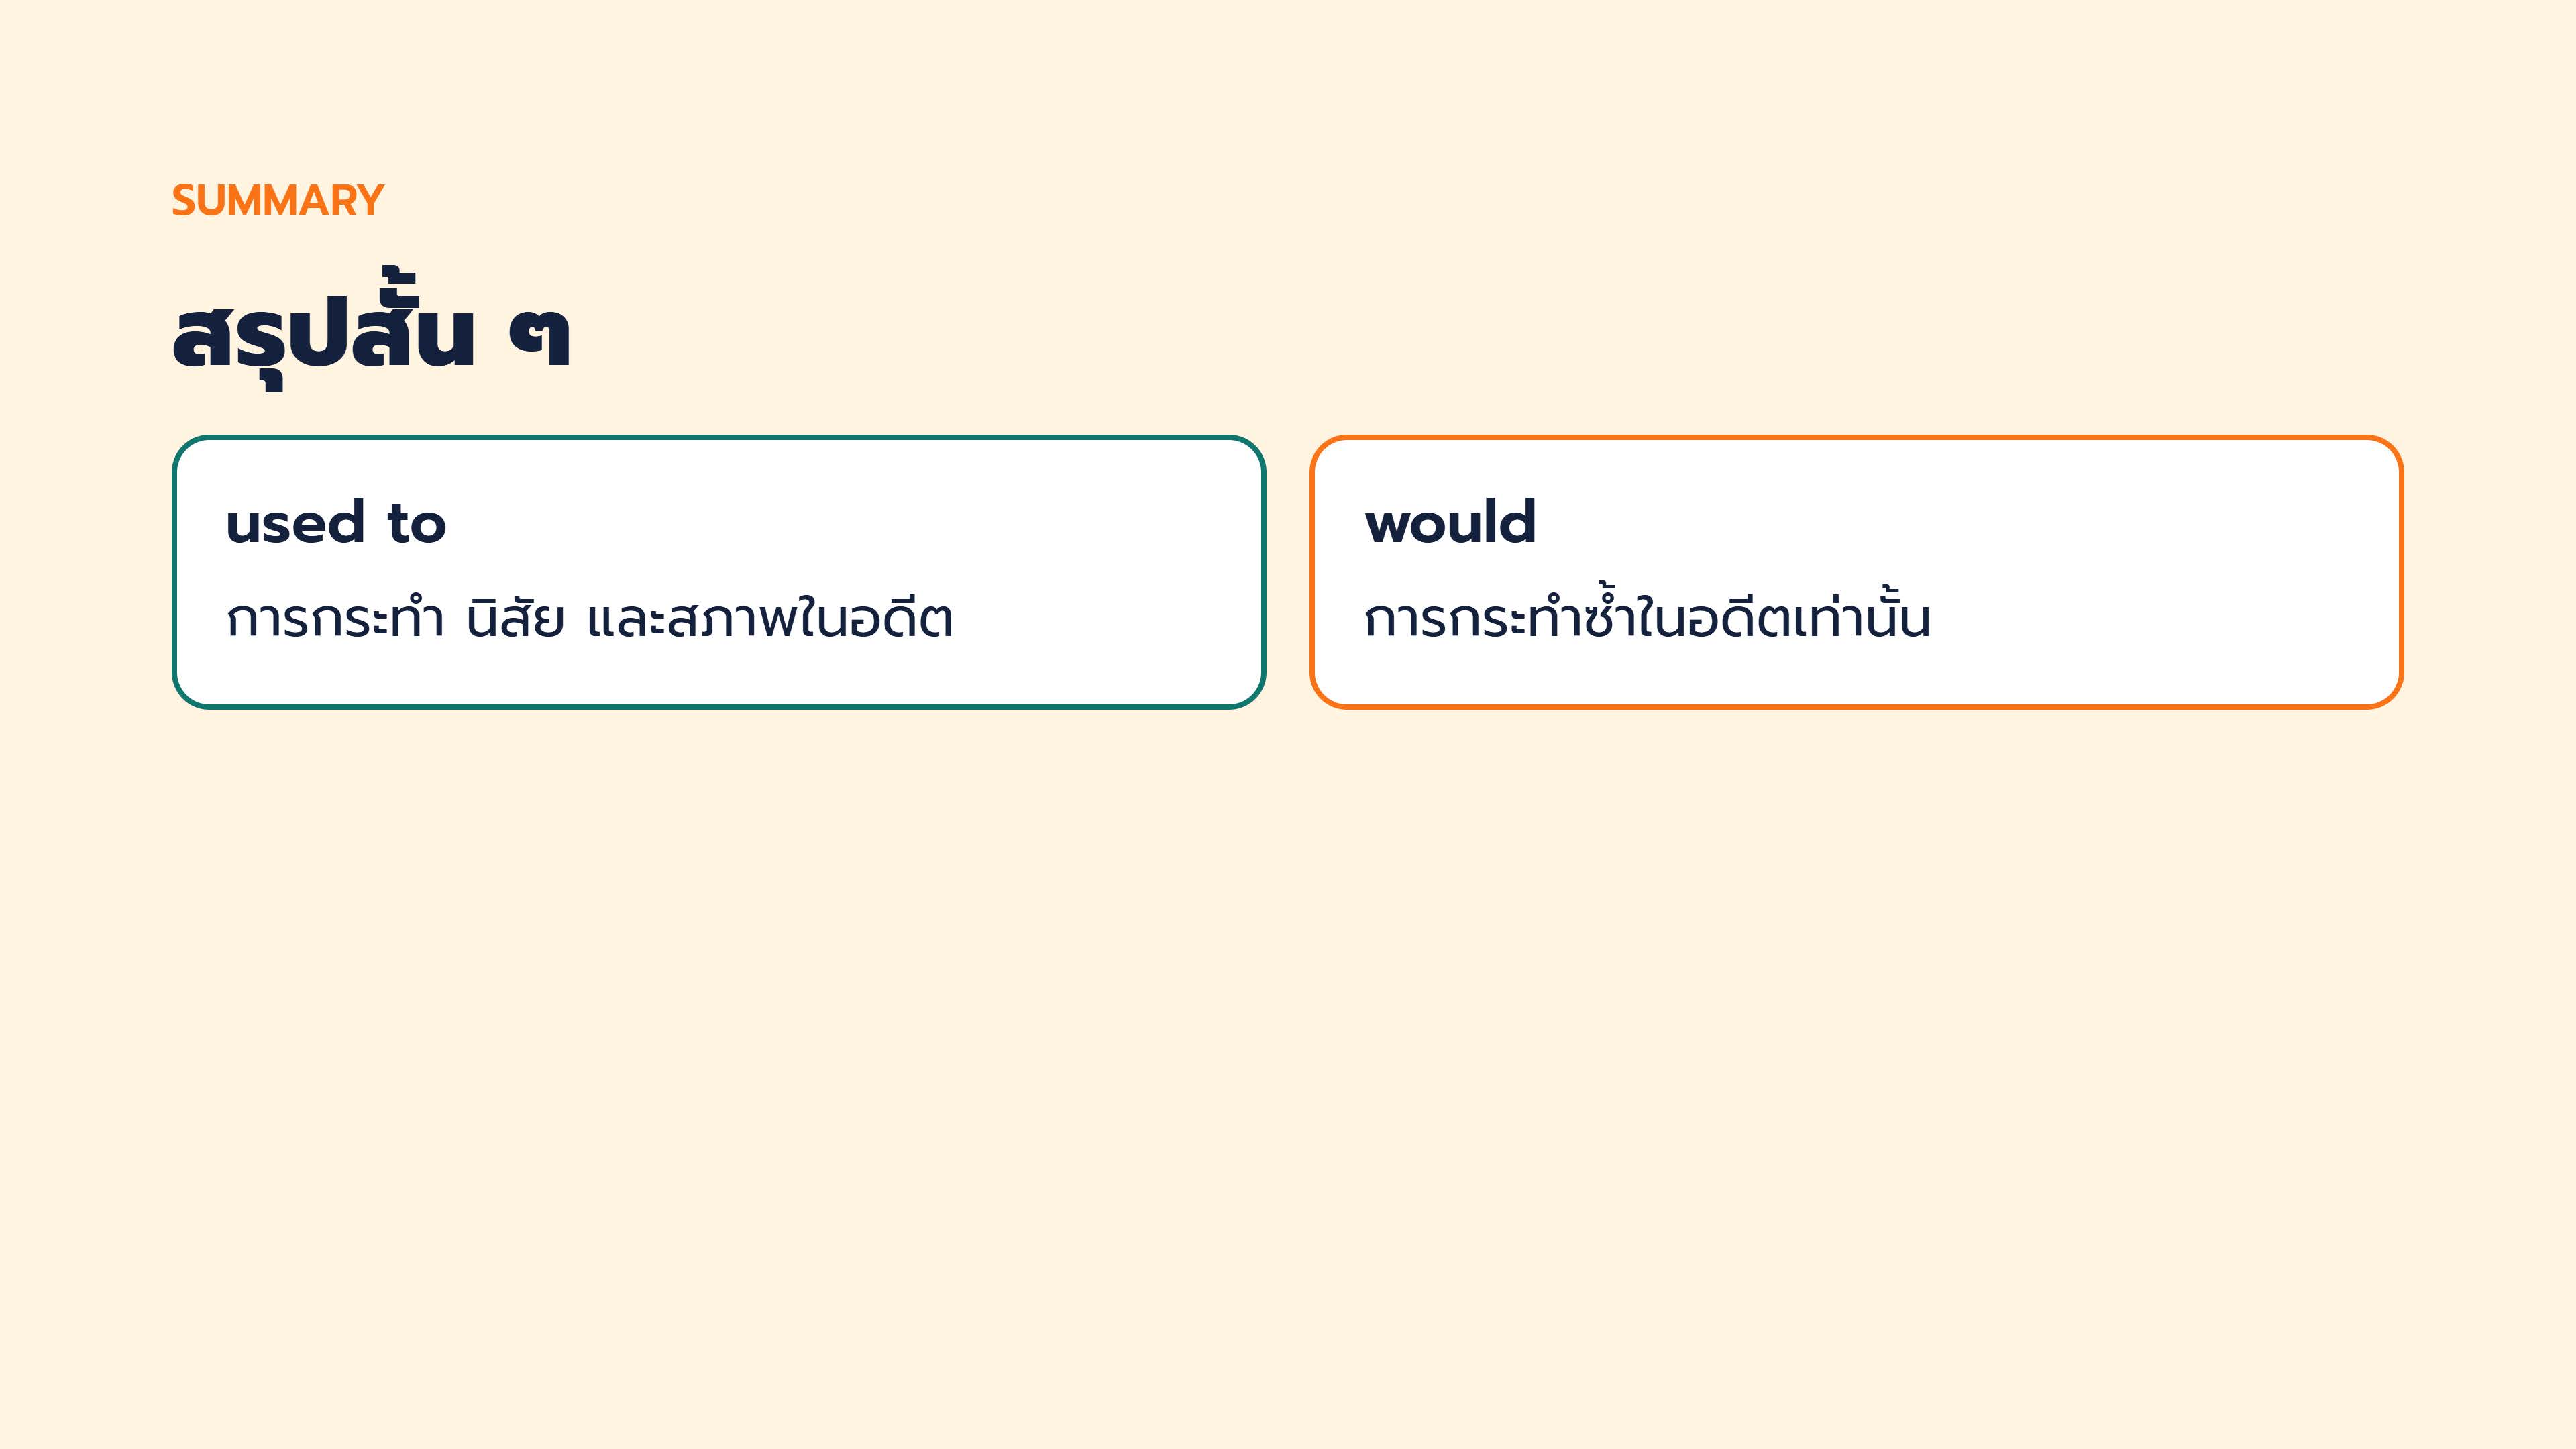 SUMMARY
สรุปสั้น ๆ
used to
การกระทำ นิสัย และสภาพในอดีต
would
การกระทำซ้ำในอดีตเท่านั้น